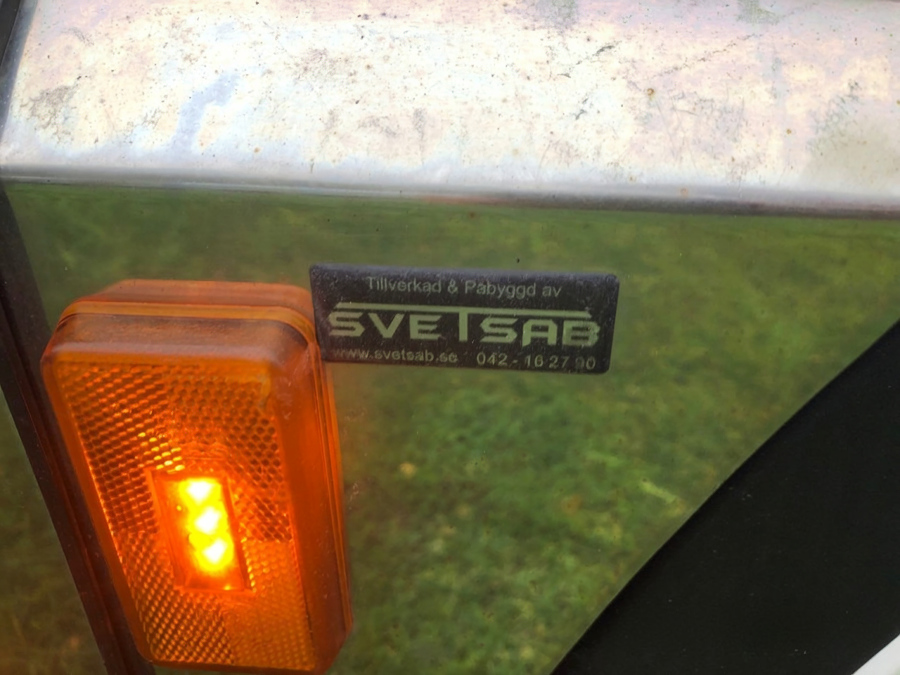 Tillverkad & Påbyggd av
SVETSAB
www.svetsab.se 042 - 16 27 90